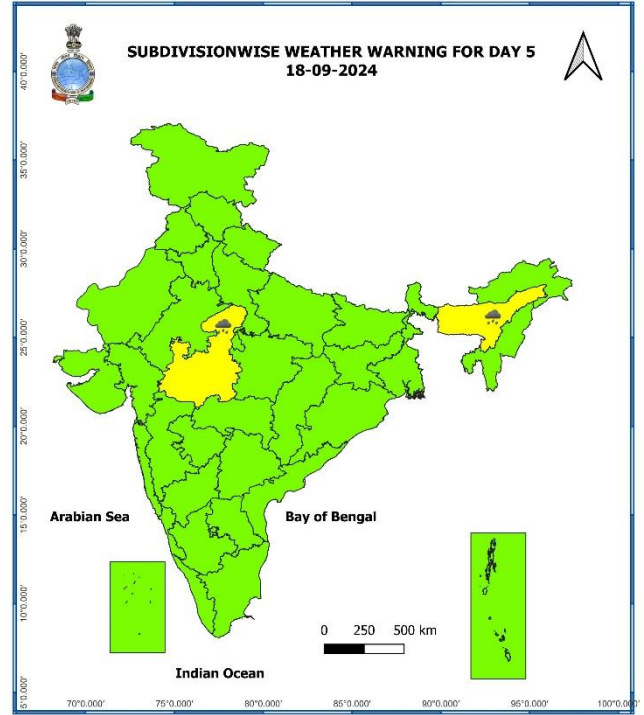 SUBDIVISIONWISE WEATHER WARNING FOR DAY 5
18-09-2024
40°0.000'
35°0.000'
30°0.000'
25°0.000'
20°0.000'
15°0.000'
10°0.000'
5°0.000'
Arabian Sea
Bay of Bengal
0 250 500 km
Indian Ocean
70°0.000' 75°0.000' 80°0.000' 85°0.000' 90°0.000' 95°0.000' 100°0.000'